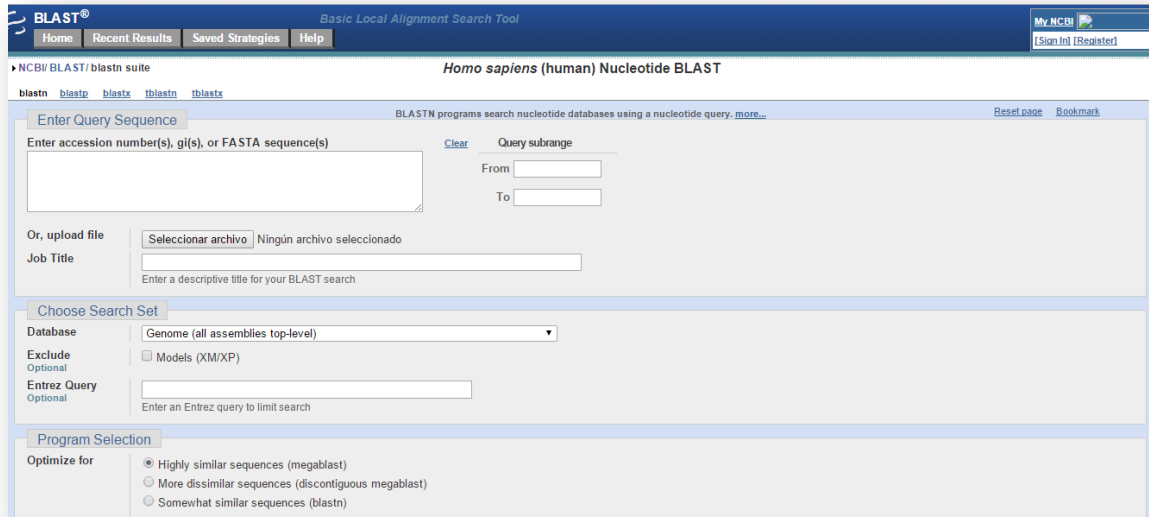 BLAST®
Basic Local Alignment Search Tool
My NCBI
Home Recent Results Saved Strategies Help
[Sign In] [Register]
NCBI/ BLAST/ blastn suite
Homo sapiens (human) Nucleotide BLAST
blastn blastp blastx tblastn tblastx
Enter Query Sequence
BLASTN programs search nucleotide databases using a nucleotide query. more...
Reset page Bookmark
Enter accession number(s), gi(s), or FASTA sequence(s)
Clear
Query subrange
From
To
Or, upload file
Seleccionar archivo Ningún archivo seleccionado
Job Title
Enter a descriptive title for your BLAST search
Choose Search Set
Database
Genome (all assemblies top-level)
Exclude
Optional
Models (XM/XP)
Entrez Query
Optional
Enter an Entrez query to limit search
Program Selection
Optimize for
Highly similar sequences (megablast)
More dissimilar sequences (discontiguous megablast)
Somewhat similar sequences (blastn)